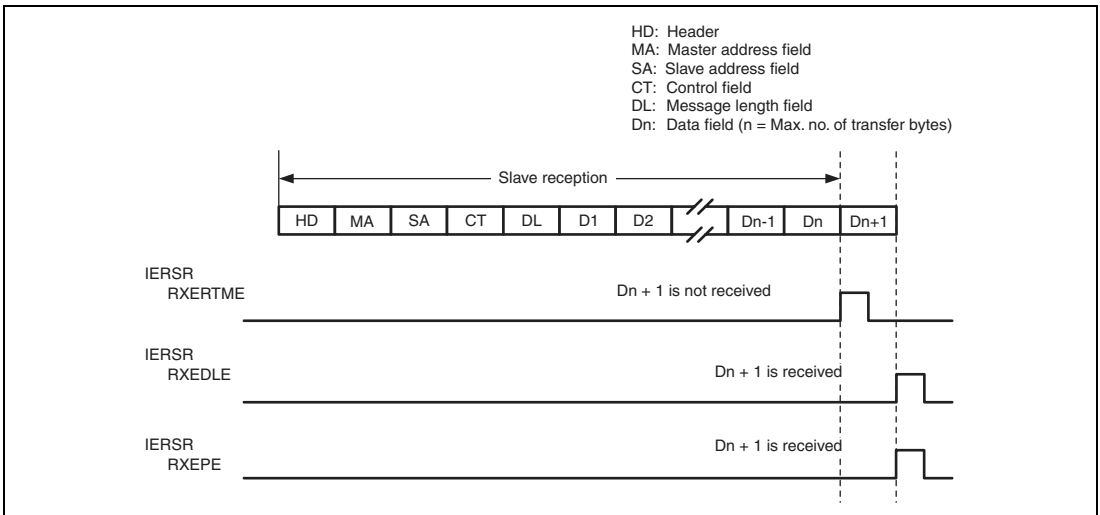 HD: Header
MA: Master address field
SA: Slave address field
CT: Control field
DL: Message length field
Dn: Data field (n = Max. no. of transfer bytes)
Slave reception
HD MA SA CT DL D1 D2 Dn-1 Dn Dn+1
IERSR
RXERTME
Dn + 1 is not received
IERSR
RXEDLE
Dn + 1 is received
IERSR
RXEPE
Dn + 1 is received